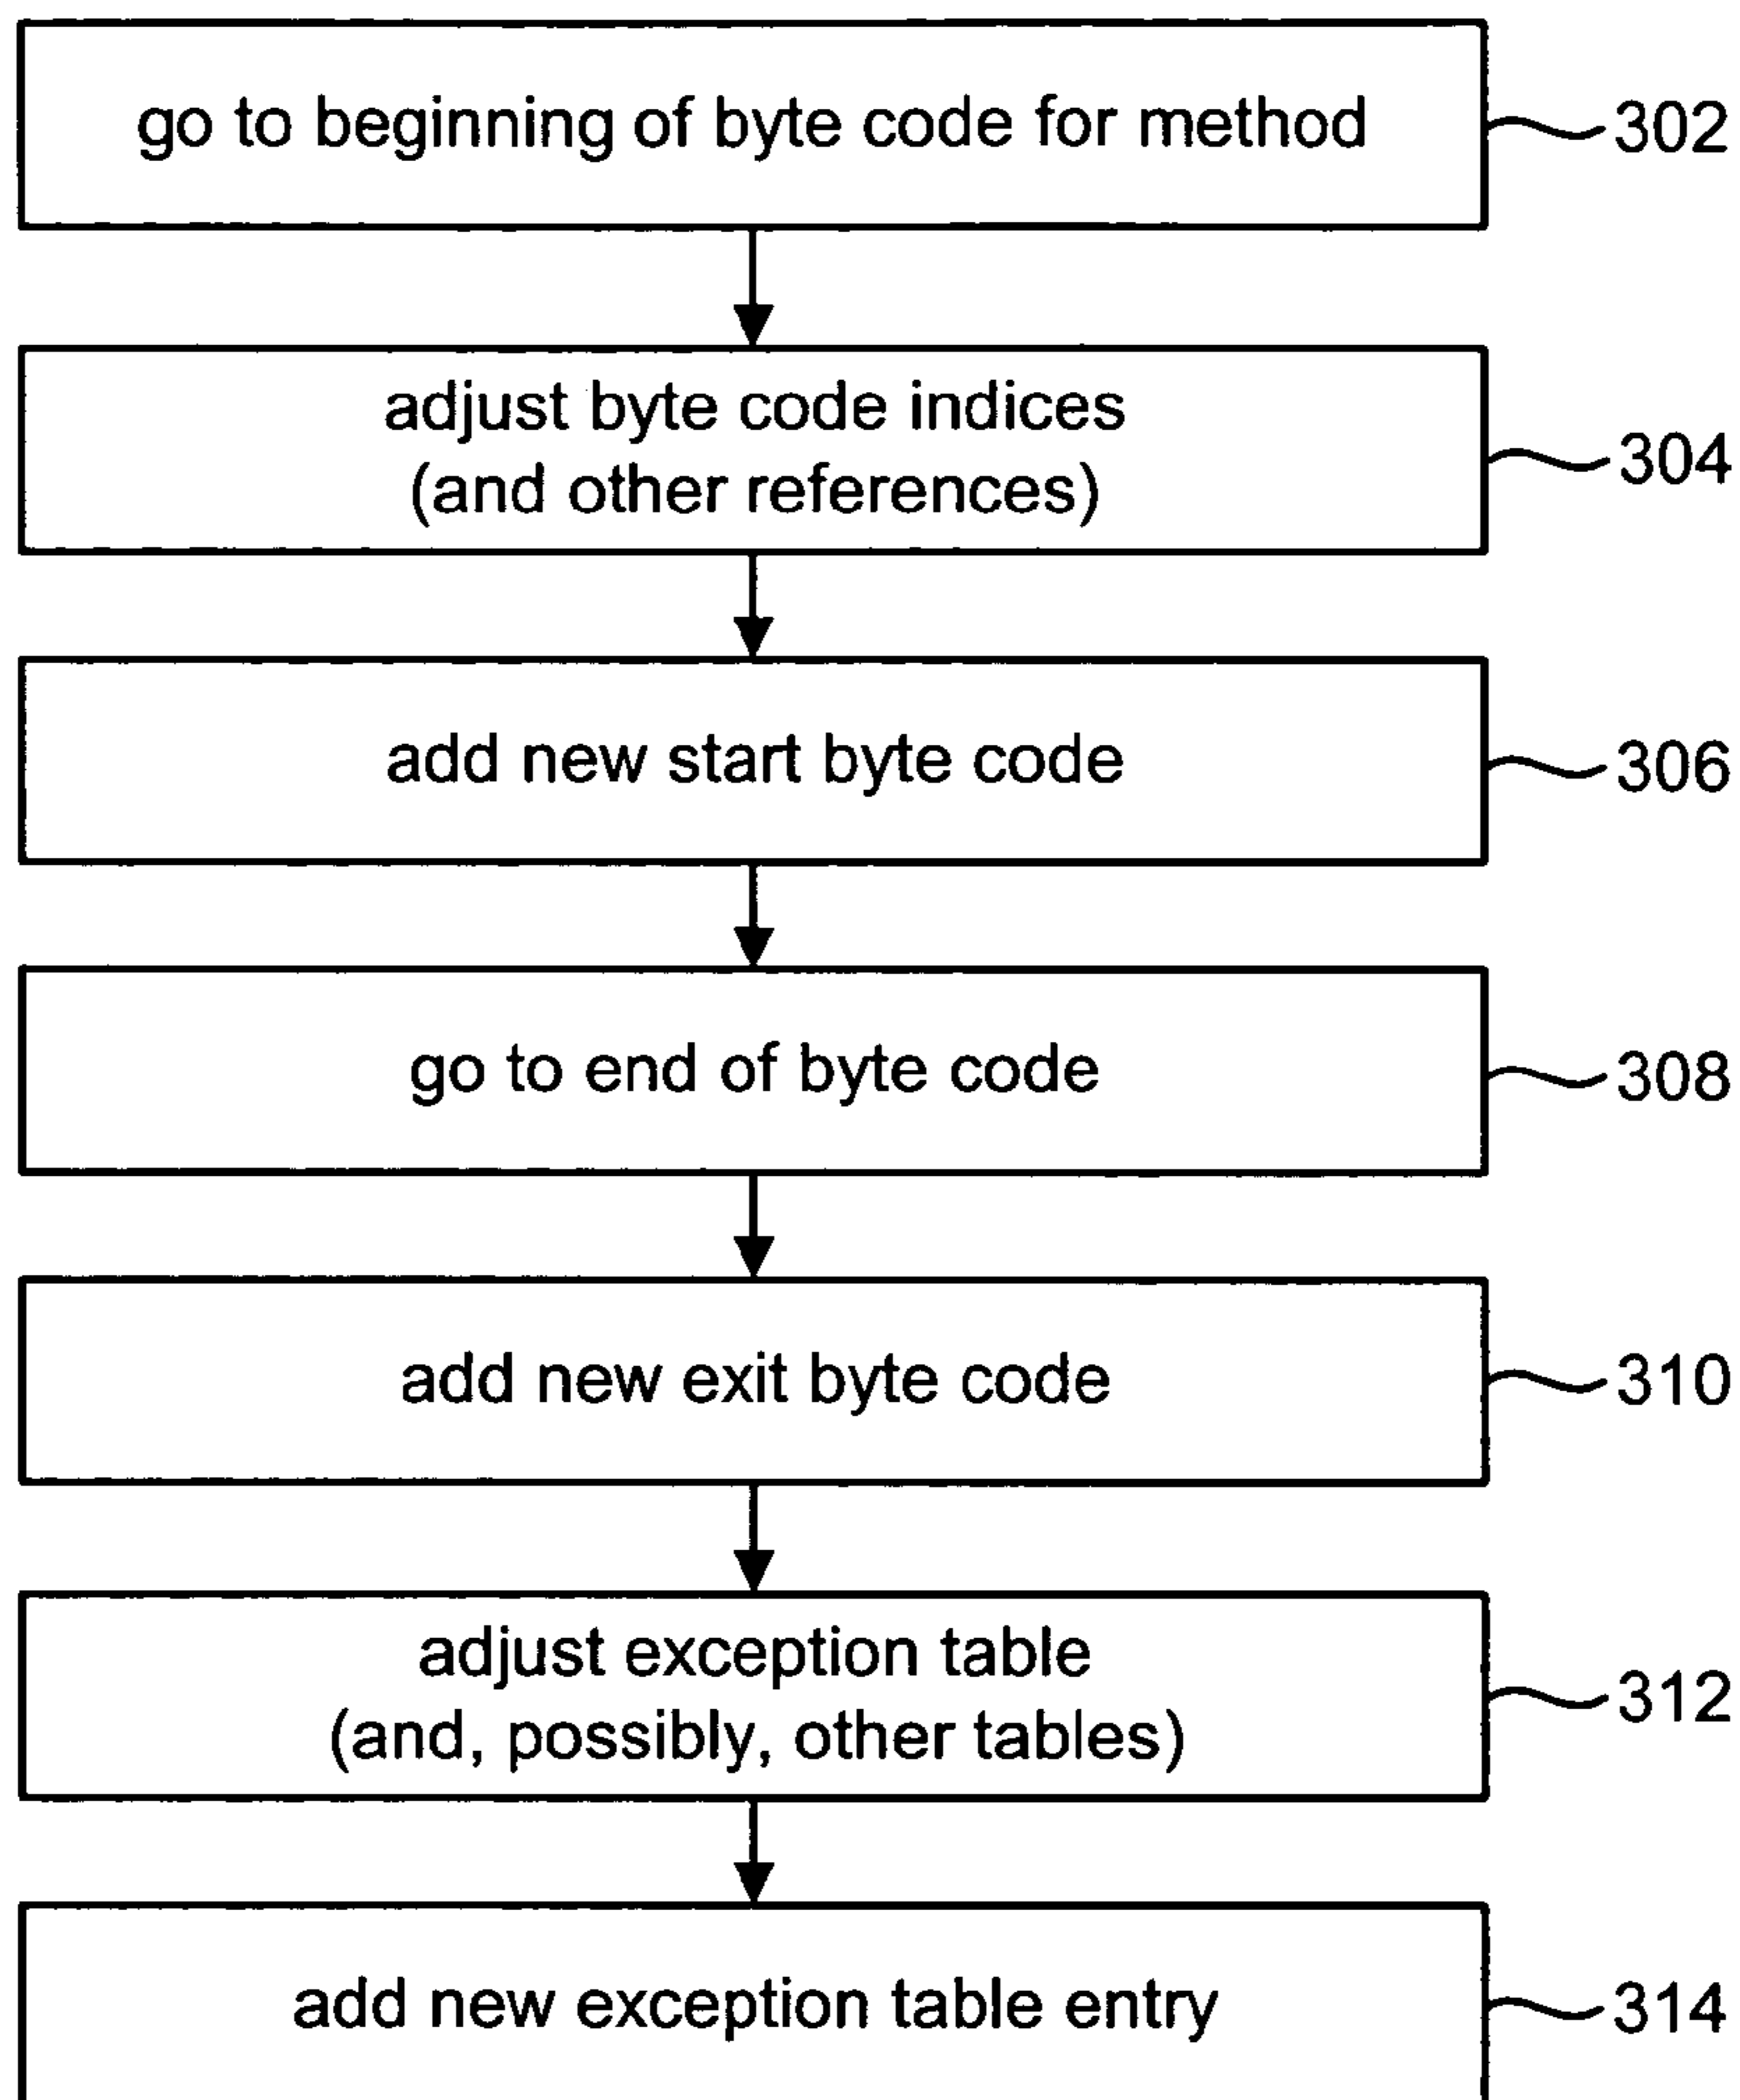 go to beginning of byte code for method
302
adjust byte code indices
(and other references)
304
add new start byte code
306
go to end of byte code
308
add new exit byte code
310
adjust exception table
(and, possibly, other tables)
312
add new exception table entry
314